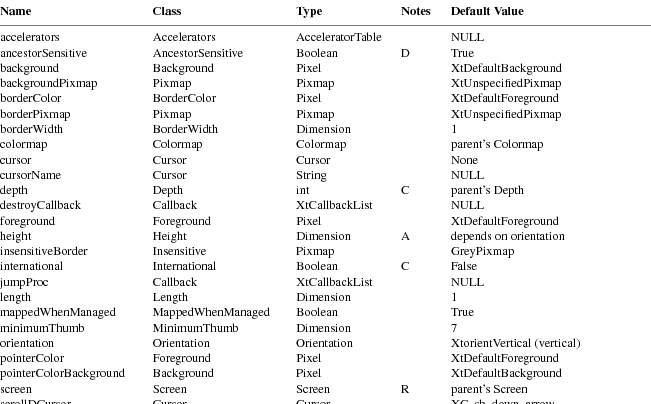 Name Class Type Notes Default Value
accelerators Accelerators AcceleratorTable NULL
ancestorSensitive AncestorSensitive Boolean D True
background Background Pixel XtDefaultBackground
backgroundPixmap Pixmap Pixmap XtUnspecifiedPixmap
borderColor BorderColor Pixel XtDefaultForeground
borderPixmap Pixmap Pixmap XtUnspecifiedPixmap
borderWidth BorderWidth Dimension 1
colormap Colormap Colormap parent's Colormap
cursor Cursor Cursor None
cursorName Cursor String NULL
depth Depth int C parent's Depth
destroyCallback Callback XtCallbackList NULL
foreground Foreground Pixel XtDefaultForeground
height Height Dimension A depends on orientation
insensitiveBorder Insensitive Pixmap GreyPixmap
international International Boolean C False
jumpProc Callback XtCallbackList NULL
length Length Dimension 1
mappedWhenManaged MappedWhenManaged Boolean True
minimumThumb MinimumThumb Dimension 7
orientation Orientation Orientation XtorientVertical (vertical)
pointerColor Foreground Pixel XtDefaultForeground
pointerColorBackground Background Pixel XtDefaultBackground
screen Screen Screen R parent's Screen
scrollDCursor Cursor Cursor XC_sb_down_arrow